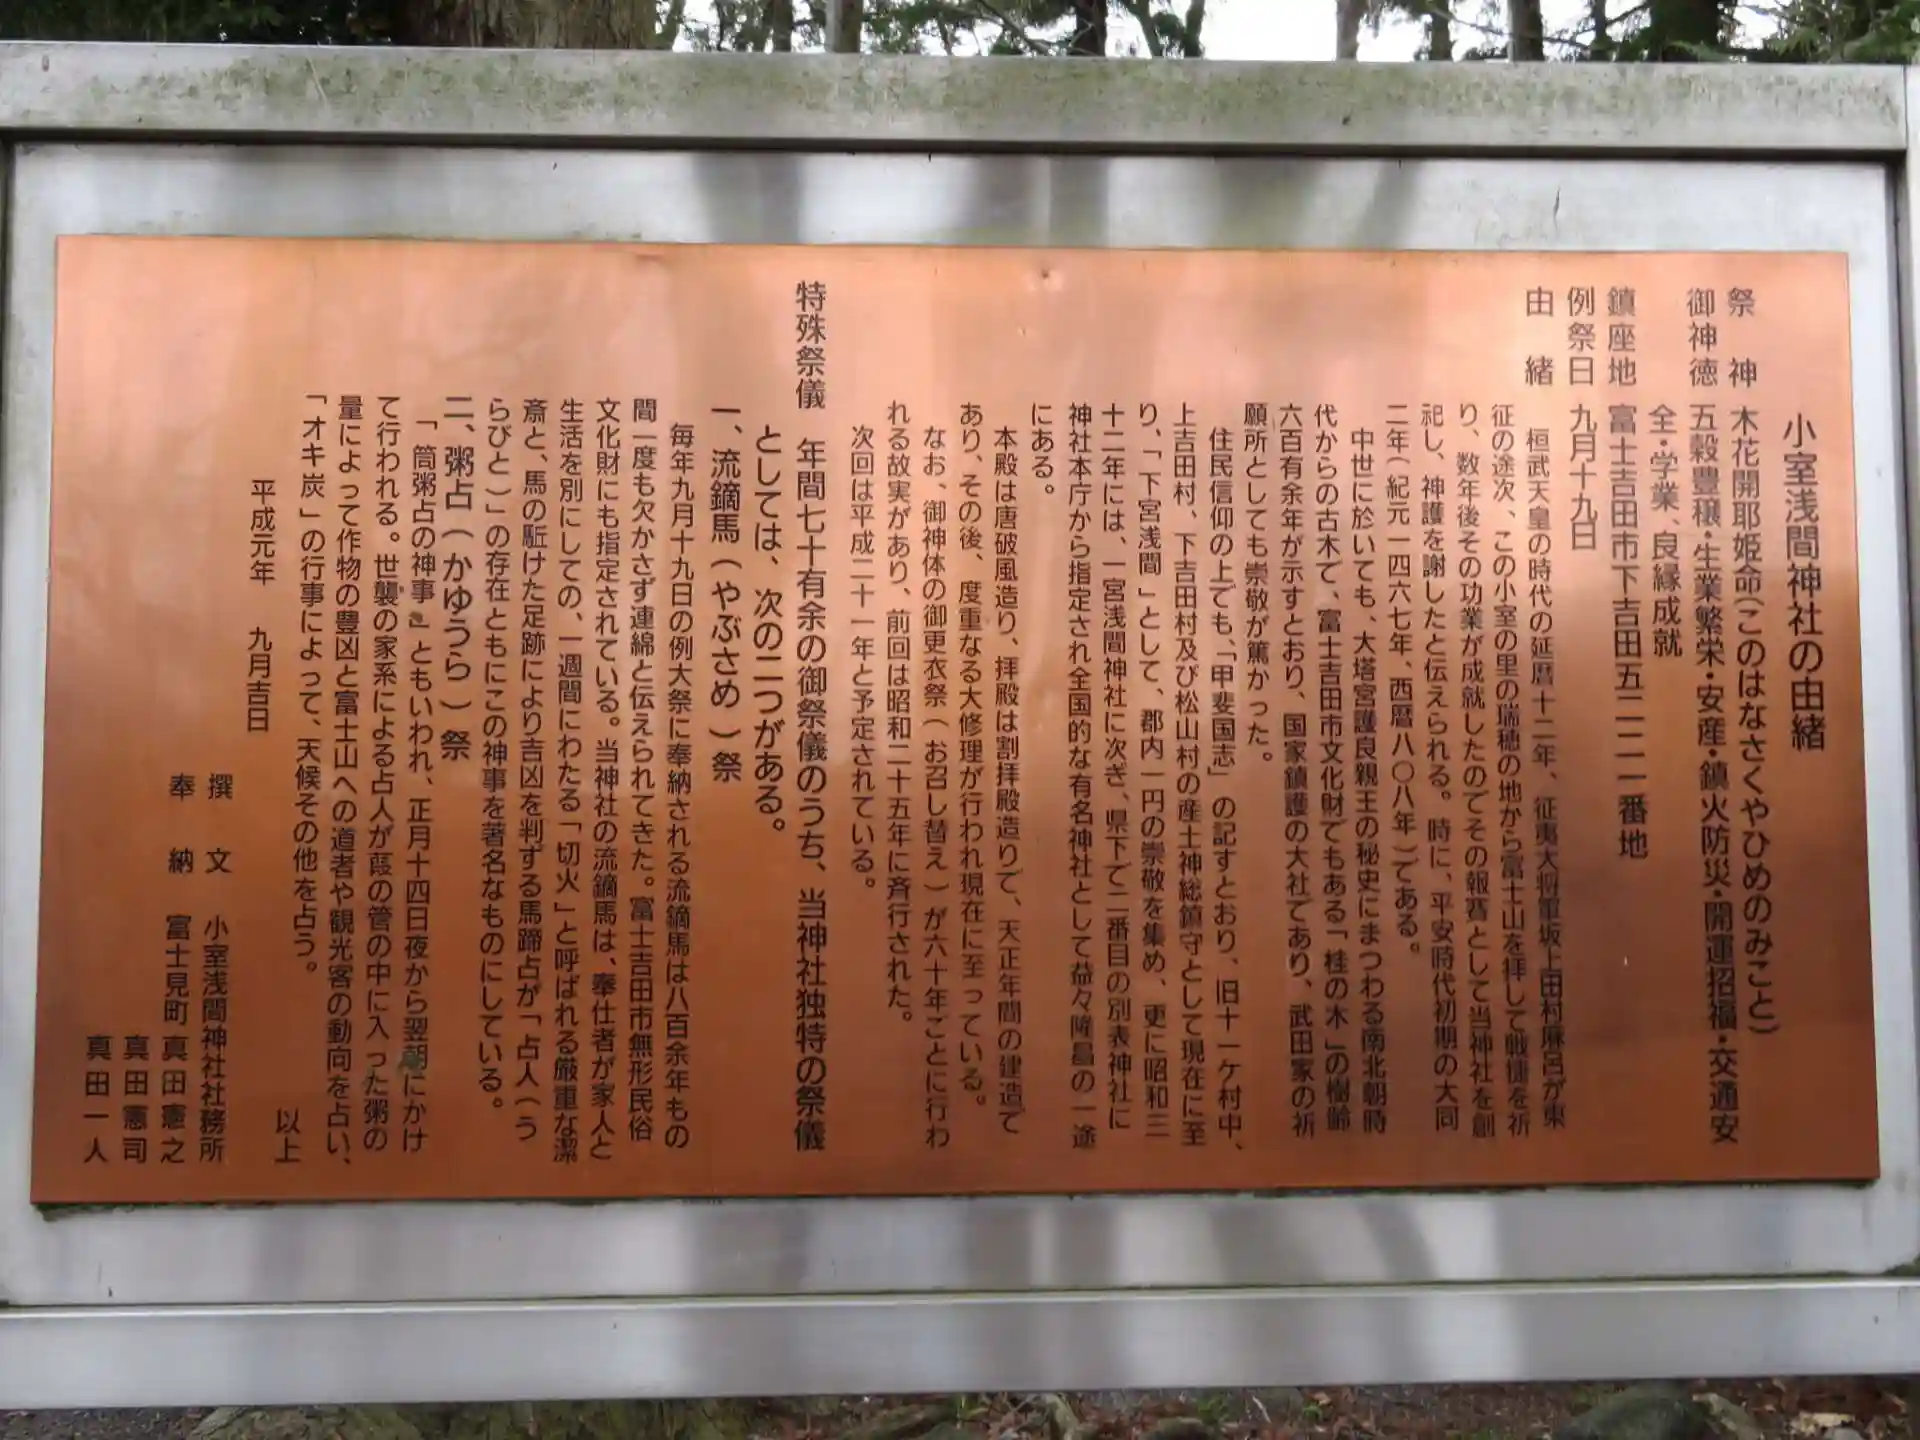 小室浅間神社の由緒
祭神 木花開耶姫命(このはなさくやひめのみこと)
御神徳 五穀豊穣・生業繁栄・安産・鎮火防災・開運招福・交通安
全・学業、良縁成就
鎮座地 富士吉田市下吉田五二二一番地
例祭日 九月十九日
由緒 桓武天皇の時代の延暦十二年、征夷大将軍坂上田村麻呂が東
征の途次、この小室の里の瑞穂の地から富士山を拝して戦捷を祈
り、数年後その功業が成就したのでその報賽として当神社を創
祀し、神護を謝したと伝えられる。時に、平安時代初期の大同
二年(紀元一四六七年、西暦八〇八年)である。
中世に於いても、大塔宮護良親王の秘史にまつわる南北朝時
代からの古木で、富士吉田市文化財でもある「桂の木」の樹齢
六百有余年が示すとおり、国家鎮護の大社であり、武田家の祈
願所としても崇敬が篤かった。
住民信仰の上でも、「甲斐国志」の記すとおり、旧十一ケ村中、
上吉田村、下吉田村及び松山村の産土神総鎮守として現在に至
り、「下宮浅間」として、郡内一円の崇敬を集め、更に昭和三
十二年には、一宮浅間神社に次ぎ、県下で二番目の別表神社に
神社本庁から指定され全国的な有名神社として益々隆昌の一途
にある。
本殿は唐破風造り、拝殿は割拝殿造りで、天正年間の建造で
あり、その後、度重なる大修理が行われ現在に至っている。
なお、御神体の御更衣祭(お召し替え)が六十年ごとに行わ
れる故実があり、前回は昭和二十五年に斉行された。
次回は平成二十一年と予定されている。
特殊祭儀 年間七十有余の御祭儀のうち、当神社独特の祭儀
としては、次の二つがある。
一、流鏑馬(やぶさめ)祭
毎年九月十九日の例大祭に奉納される流鏑馬は八百余年もの
間一度も欠かさず連綿と伝えられてきた。富士吉田市無形民俗
文化財にも指定されている。当神社の流鏑馬は、奉仕者が家人と
生活を別にしての、一週間にわたる「切火」と呼ばれる厳重な潔
斎と、馬の駈けた足跡により吉凶を判ずる馬蹄占が「占人(う
らびと)」の存在ともにこの神事を著名なものにしている。
二、粥占(かゆうら)祭
「筒粥占の神事」ともいわれ、正月十四日夜から翌朝にかけ
て行われる。世襲の家系による占人が葭の管の中に入った粥の
量によって作物の豊凶と富士山への道者や観光客の動向を占い、
「オキ炭」の行事によって、天候その他を占う。
以上
平成元年 九月吉日
撰文 小室浅間神社社務所
奉納 富士見町 真田憲之
真田憲司
真田一人